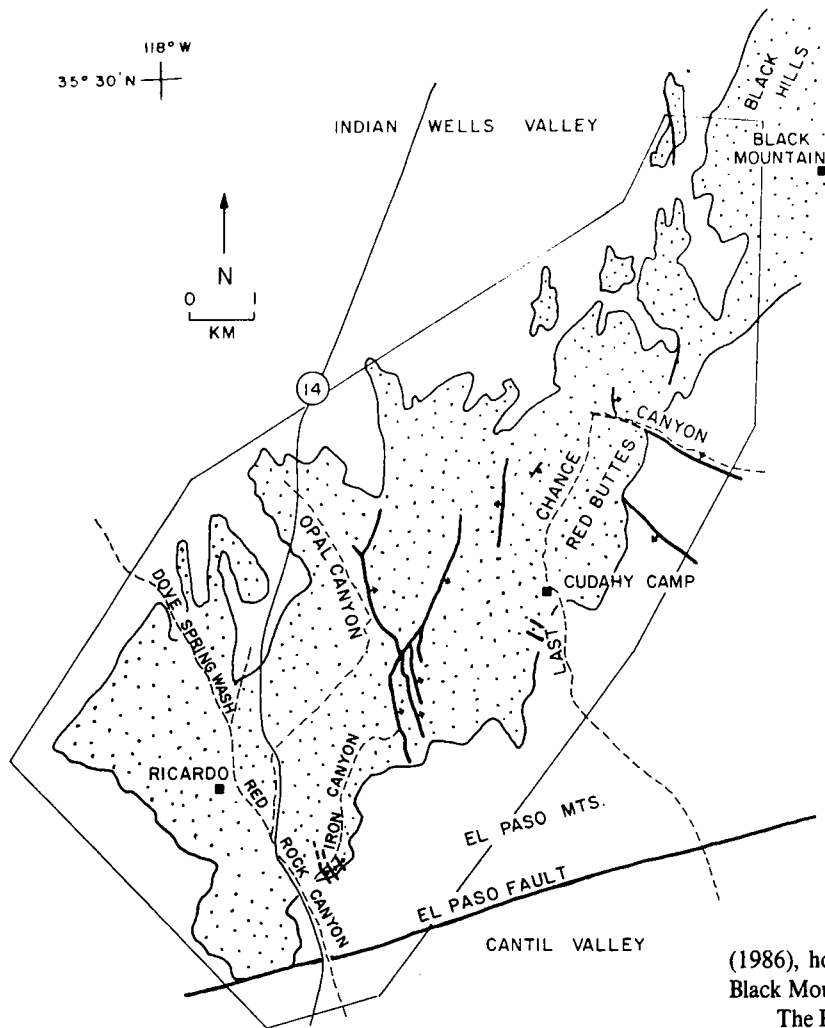 118° W
35° 30' N
INDIAN WELLS VALLEY
BLACK HILLS
BLACK
MOUNTAIN
N
0 1
KM
14
CANYON
CHANCE
RED BUTTES
OPAL CANYON
CUDAHY CAMP
LAST
DOVE SPRING WASH
RICARDO
RED
ROCK CANYON
IRON CANYON
EL PASO MTS.
EL PASO FAULT
CANTIL VALLEY
(1986), ho
Black Mou
The